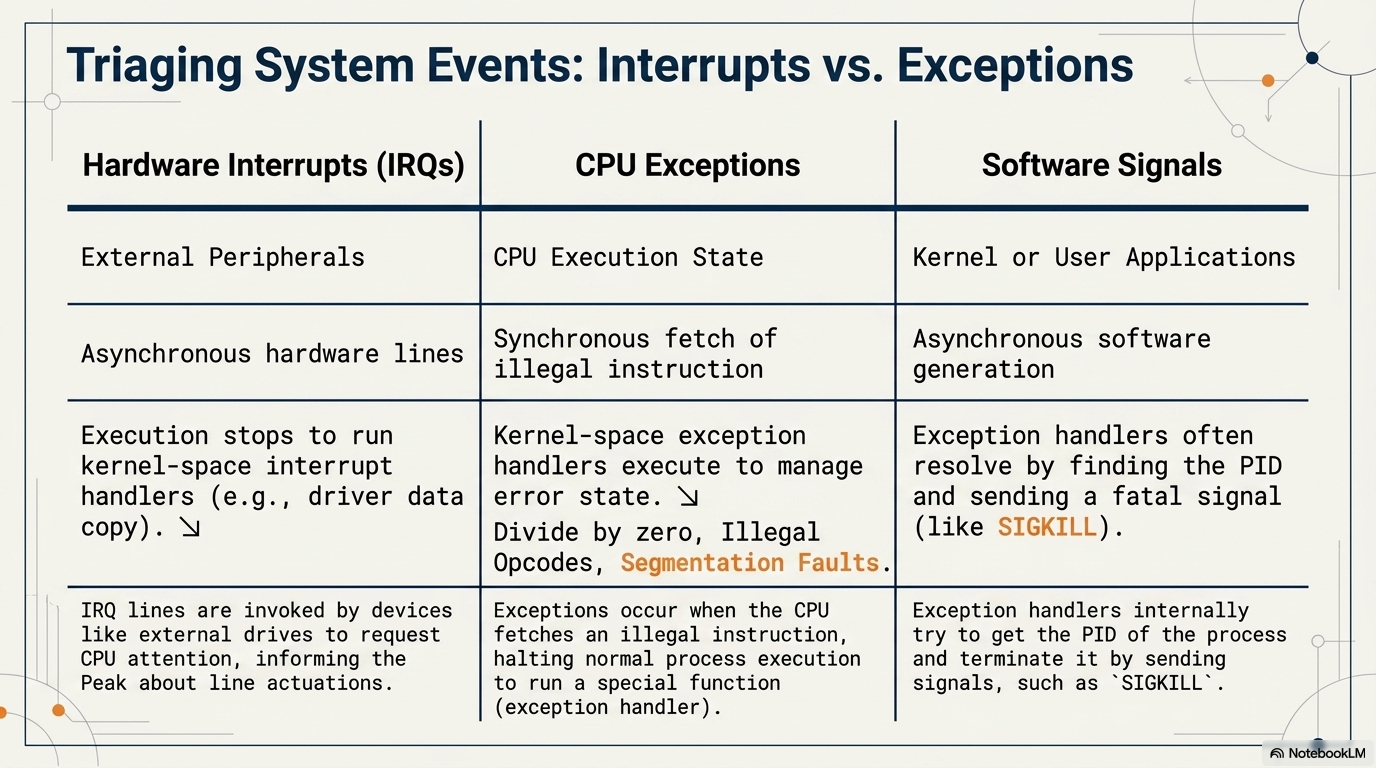 Triaging System Events: Interrupts vs. Exceptions
Hardware Interrupts (IRQs)
CPU Exceptions
Software Signals
External Peripherals
CPU Execution State
Kernel or User Applications
Asynchronous hardware lines
Synchronous fetch of
illegal instruction
Asynchronous software
generation
Execution stops to run
kernel-space interrupt
handlers (e.g., driver data
copy). ↘
Kernel-space exception
handlers execute to manage
error state. ↘
Divide by zero, Illegal
Opcodes, Segmentation Faults.
Exception handlers often
resolve by finding the PID
and sending a fatal signal
(like SIGKILL).
IRQ lines are invoked by devices
like external drives to request
CPU attention, informing the
Peak about line actuations.
Exceptions occur when the CPU
fetches an illegal instruction,
halting normal process execution
to run a special function
(exception handler).
Exception handlers internally
try to get the PID of the process
and terminate it by sending
signals, such as `SIGKILL`.
NotebookLM